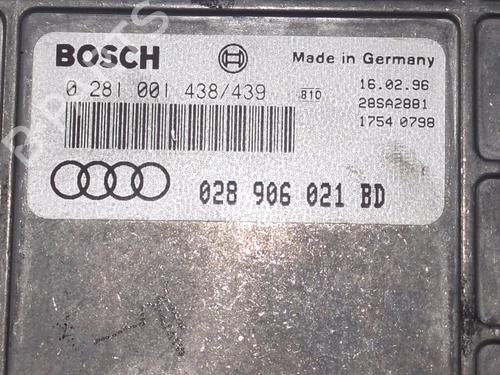 BOSCH
Made in Germany
0 281 001 438/439
810
16.02.96
28SA2881
1754 0798
028 906 021 BD